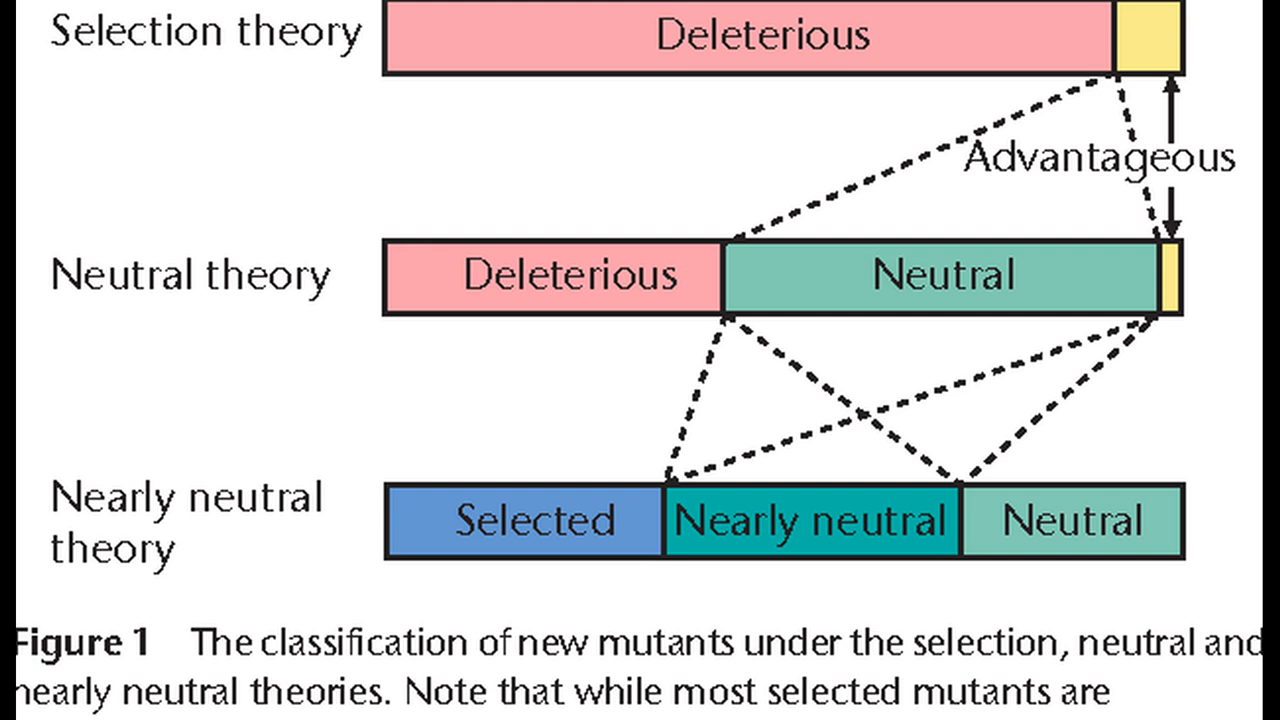 Selection theory
Deleterious
Advantageous
Neutral theory
Deleterious
Neutral
Nearly neutral
theory
Selected
Nearly neutral
Neutral
Figure 1 The classification of new mutants under the selection, neutral and
nearly neutral theories. Note that while most selected mutants are